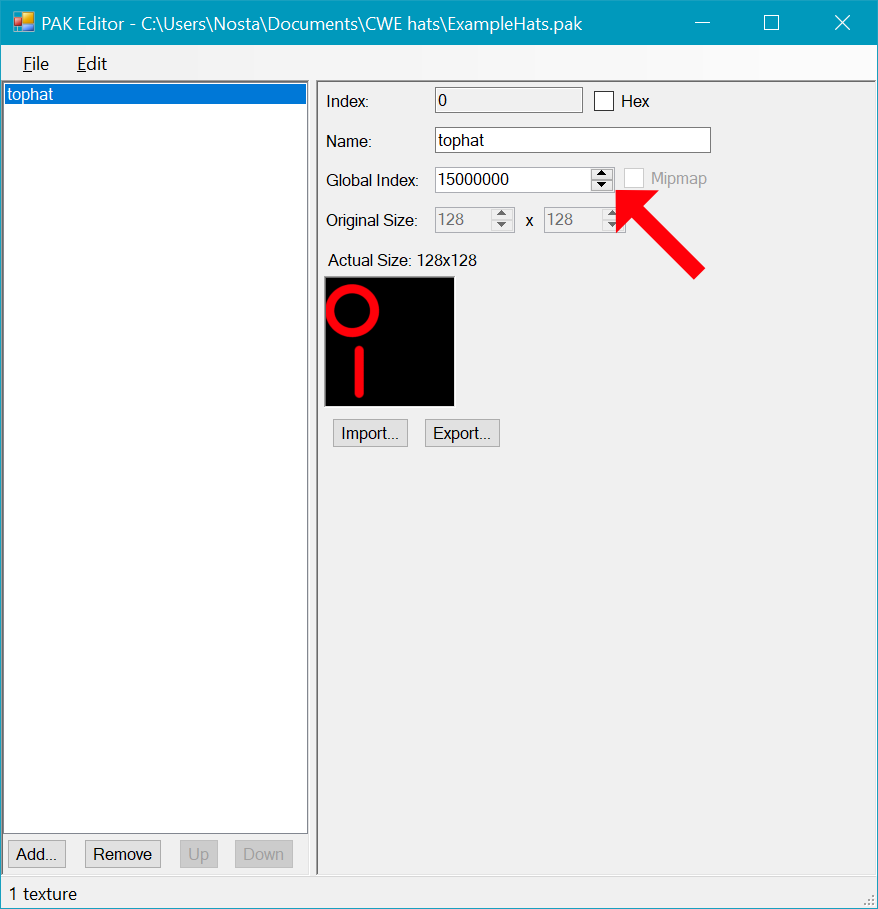 PAK Editor - C:\Users\Nosta\Documents\CWE hats\ExampleHats.pak
File Edit
tophat
Index: 0 Hex
Name: tophat
Global Index: 15000000 Mipmap
Original Size: 128 x 128
Actual Size: 128x128
Import... Export...
Add... Remove Up Down
1 texture